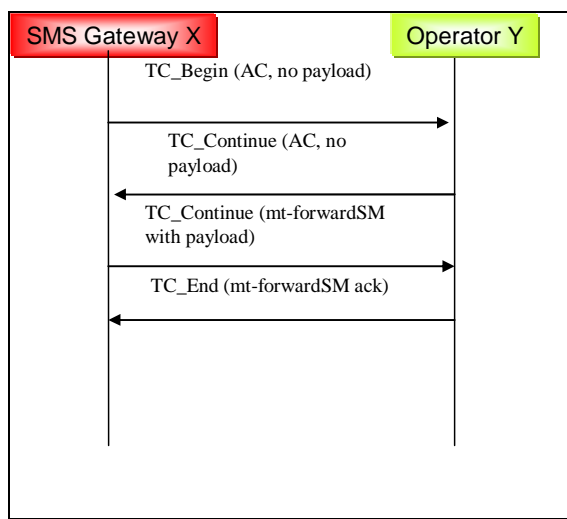 SMS Gateway X
Operator Y
TC_Begin (AC, no payload)
TC_Continue (AC, no
payload)
TC_Continue (mt-forwardSM
with payload)
TC_End (mt-forwardSM ack)